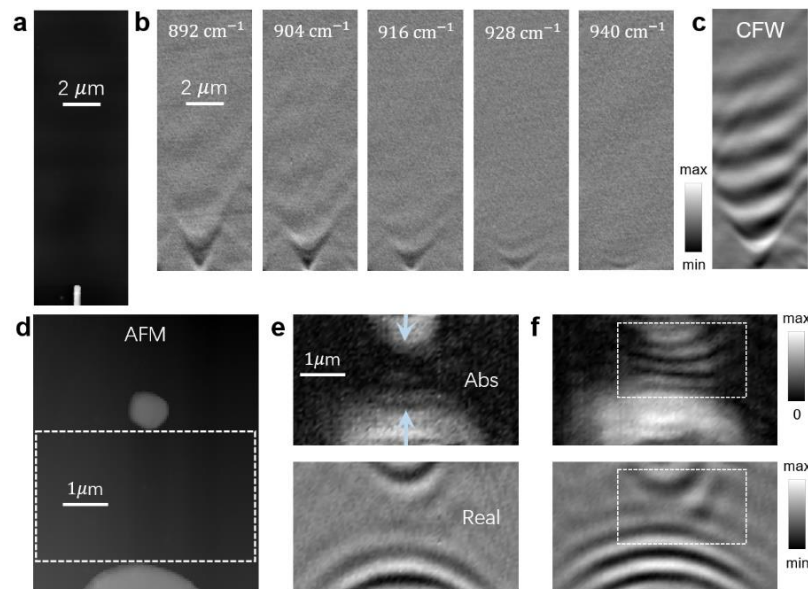 a
b
c
2 μm
892 cm⁻¹
904 cm⁻¹
916 cm⁻¹
928 cm⁻¹
940 cm⁻¹
CFW
2 μm
max
min
d
e
f
AFM
1μm
1μm
Abs
max
0
Real
max
min